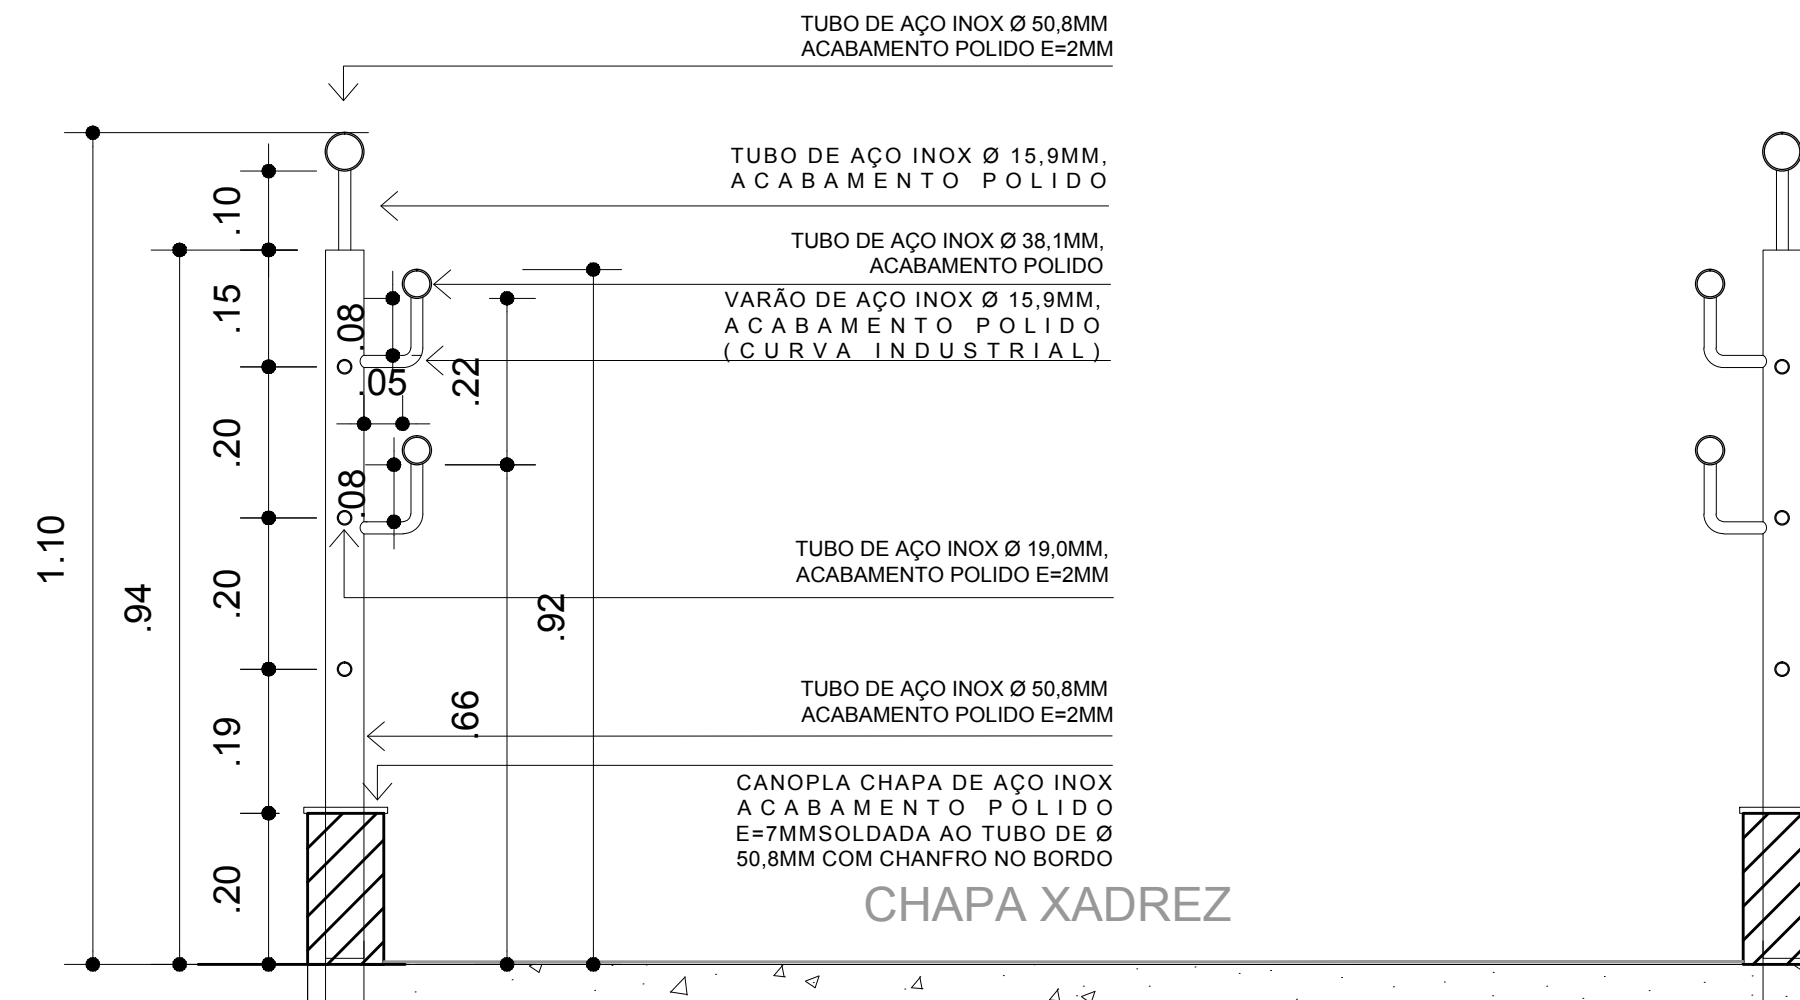 TUBO DE AÇO INOX Ø 50,8MM
ACABAMENTO POLIDO E=2MM
TUBO DE AÇO INOX Ø 15,9MM,
ACABAMENTO POLIDO
TUBO DE AÇO INOX Ø 38,1MM,
ACABAMENTO POLIDO
VARÃO DE AÇO INOX Ø 15,9MM,
ACABAMENTO POLIDO
(CURVA INDUSTRIAL)
TUBO DE AÇO INOX Ø 19,0MM,
ACABAMENTO POLIDO E=2MM
TUBO DE AÇO INOX Ø 50,8MM
ACABAMENTO POLIDO E=2MM
CANOPLA CHAPA DE AÇO INOX
ACABAMENTO POLIDO
E=7MMSOLDADA AO TUBO DE Ø
50,8MM COM CHANFRO NO BORDO
CHAPA XADREZ
1.10
.94
.10
.15
.20
.20
.19
.20
.08
.05
.08
.22
.66
.92